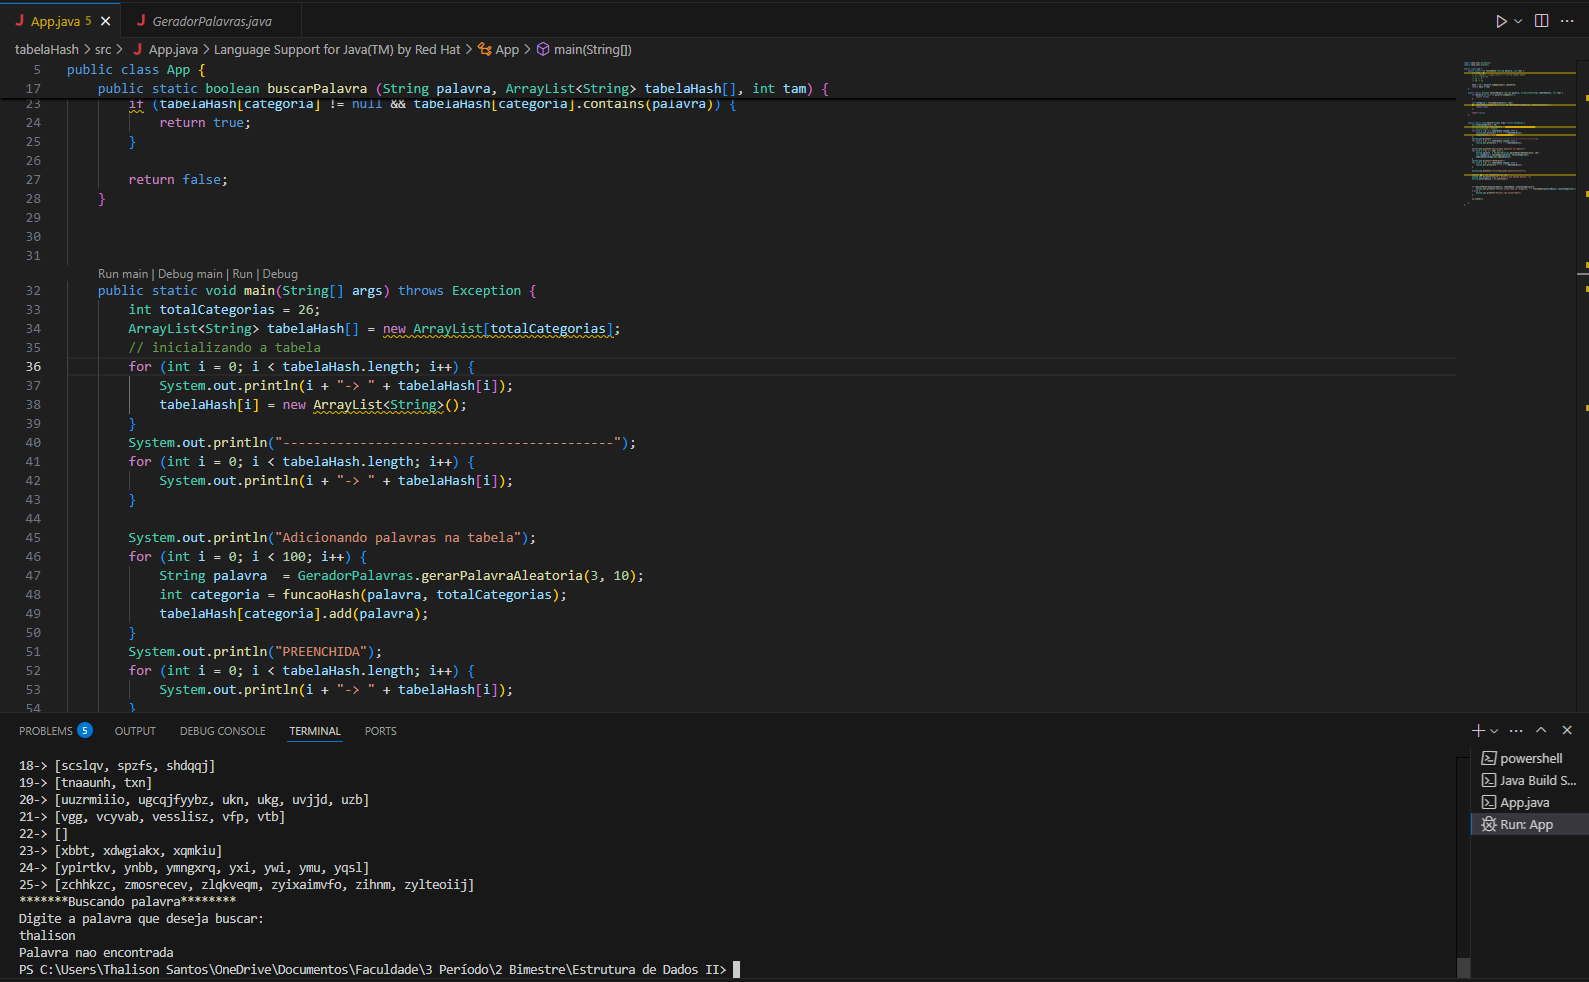 App.java 5
GeradorPalavras.java
tabelaHash > src > App.java > Language Support for Java(TM) by Red Hat > App > main(String[])
5 public class App {
17 public static boolean buscarPalavra (String palavra, ArrayList<String> tabelaHash[], int tam) {
23 if (tabelaHash[categoria] != null && tabelaHash[categoria].contains(palavra)) {
24 return true;
25 }
26
27 return false;
28 }
29
30
31
Run main | Debug main | Run | Debug
32 public static void main(String[] args) throws Exception {
33 int totalCategorias = 26;
34 ArrayList<String> tabelaHash[] = new ArrayList[totalCategorias];
35 // inicializando a tabela
36 for (int i = 0; i < tabelaHash.length; i++) {
37 System.out.println(i + "-> " + tabelaHash[i]);
38 tabelaHash[i] = new ArrayList<String>();
39 }
40 System.out.println("-------------------------------------------");
41 for (int i = 0; i < tabelaHash.length; i++) {
42 System.out.println(i + "-> " + tabelaHash[i]);
43 }
44
45 System.out.println("Adicionando palavras na tabela");
46 for (int i = 0; i < 100; i++) {
47 String palavra  = GeradorPalavras.gerarPalavraAleatoria(3, 10);
48 int categoria = funcaoHash(palavra, totalCategorias);
49 tabelaHash[categoria].add(palavra);
50 }
51 System.out.println("PREENCHIDA");
52 for (int i = 0; i < tabelaHash.length; i++) {
53 System.out.println(i + "-> " + tabelaHash[i]);
54 }
PROBLEMS 5 OUTPUT DEBUG CONSOLE TERMINAL PORTS
18-> [scslqv, spzfs, shdqqj]
19-> [tnaaunh, txn]
20-> [uuzrmiiio, ugcqjfyybz, ukn, ukg, uvjjd, uzb]
21-> [vgg, vcyvab, vesslisz, vfp, vtb]
22-> []
23-> [xbbt, xdwgiakx, xqmkiu]
24-> [ypirtkv, ynbb, ymngxrq, yxi, ywi, ymu, yqsl]
25-> [zchhkzc, zmosrecev, zlqkveqm, zyixaimvfo, zihnm, zylteoiij]
*******Buscando palavra********
Digite a palavra que deseja buscar:
thalison
Palavra nao encontrada
PS C:\Users\Thalison Santos\OneDrive\Documentos\Faculdade\3 Período\2 Bimestre\Estrutura de Dados II>
powershell
Java Build S...
App.java
Run: App